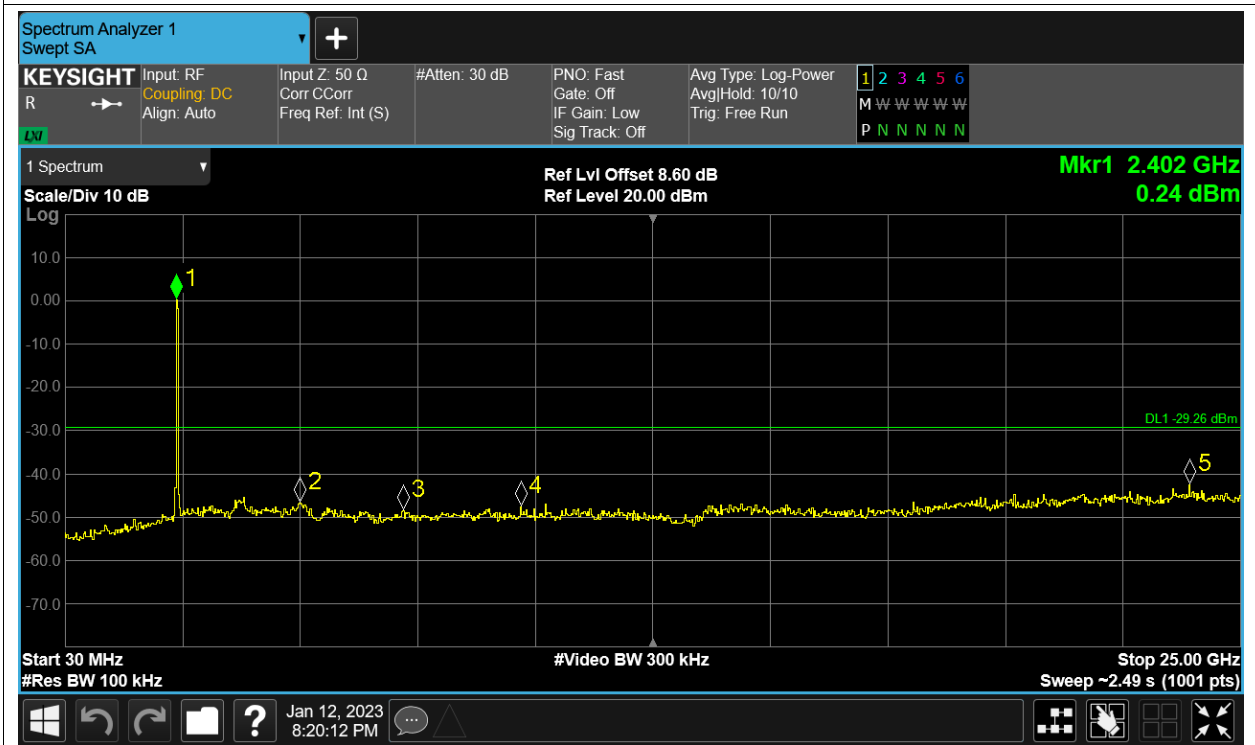 Spectrum Analyzer 1
Swept SA
KEYSIGHT
R
LXI
Input: RF
Coupling: DC
Align: Auto
Input Z: 50 Ω
Corr CCorr
Freq Ref: Int (S)
#Atten: 30 dB
PNO: Fast
Gate: Off
IF Gain: Low
Sig Track: Off
Avg Type: Log-Power
Avg|Hold: 10/10
Trig: Free Run
1 2 3 4 5 6
M W W W W W
P N N N N N
1 Spectrum
Scale/Div 10 dB
Log
Ref Lvl Offset 8.60 dB
Ref Level 20.00 dBm
Mkr1 2.402 GHz
0.24 dBm
10.0
0.00
-10.0
-20.0
-30.0
-40.0
-50.0
-60.0
-70.0
1
2
3
4
5
DL1 -29.26 dBm
Start 30 MHz
#Res BW 100 kHz
#Video BW 300 kHz
Stop 25.00 GHz
Sweep ~2.49 s (1001 pts)
?
Jan 12, 2023
8:20:12 PM